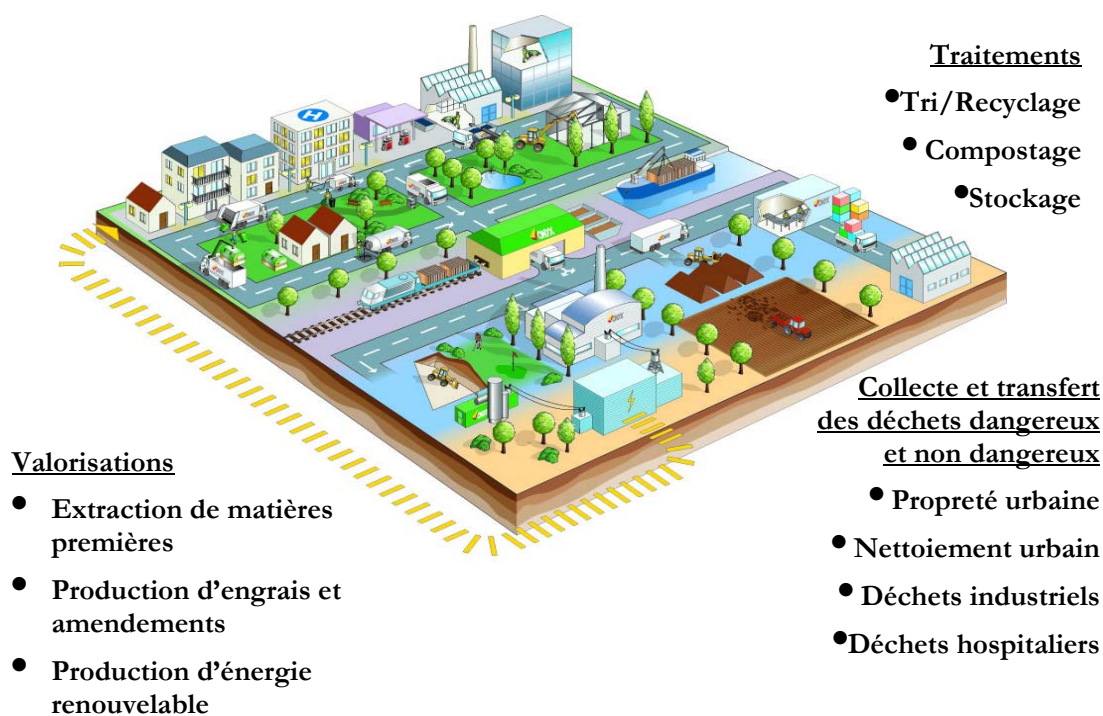 Traitements
•Tri/Recyclage
• Compostage
•Stockage
H
ONYX
Collecte et transfert
des déchets dangereux
et non dangereux
• Propreté urbaine
• Nettoiement urbain
• Déchets industriels
•Déchets hospitaliers
Valorisations
• Extraction de matières
premières
• Production d’engrais et
amendements
• Production d’énergie
renouvelable